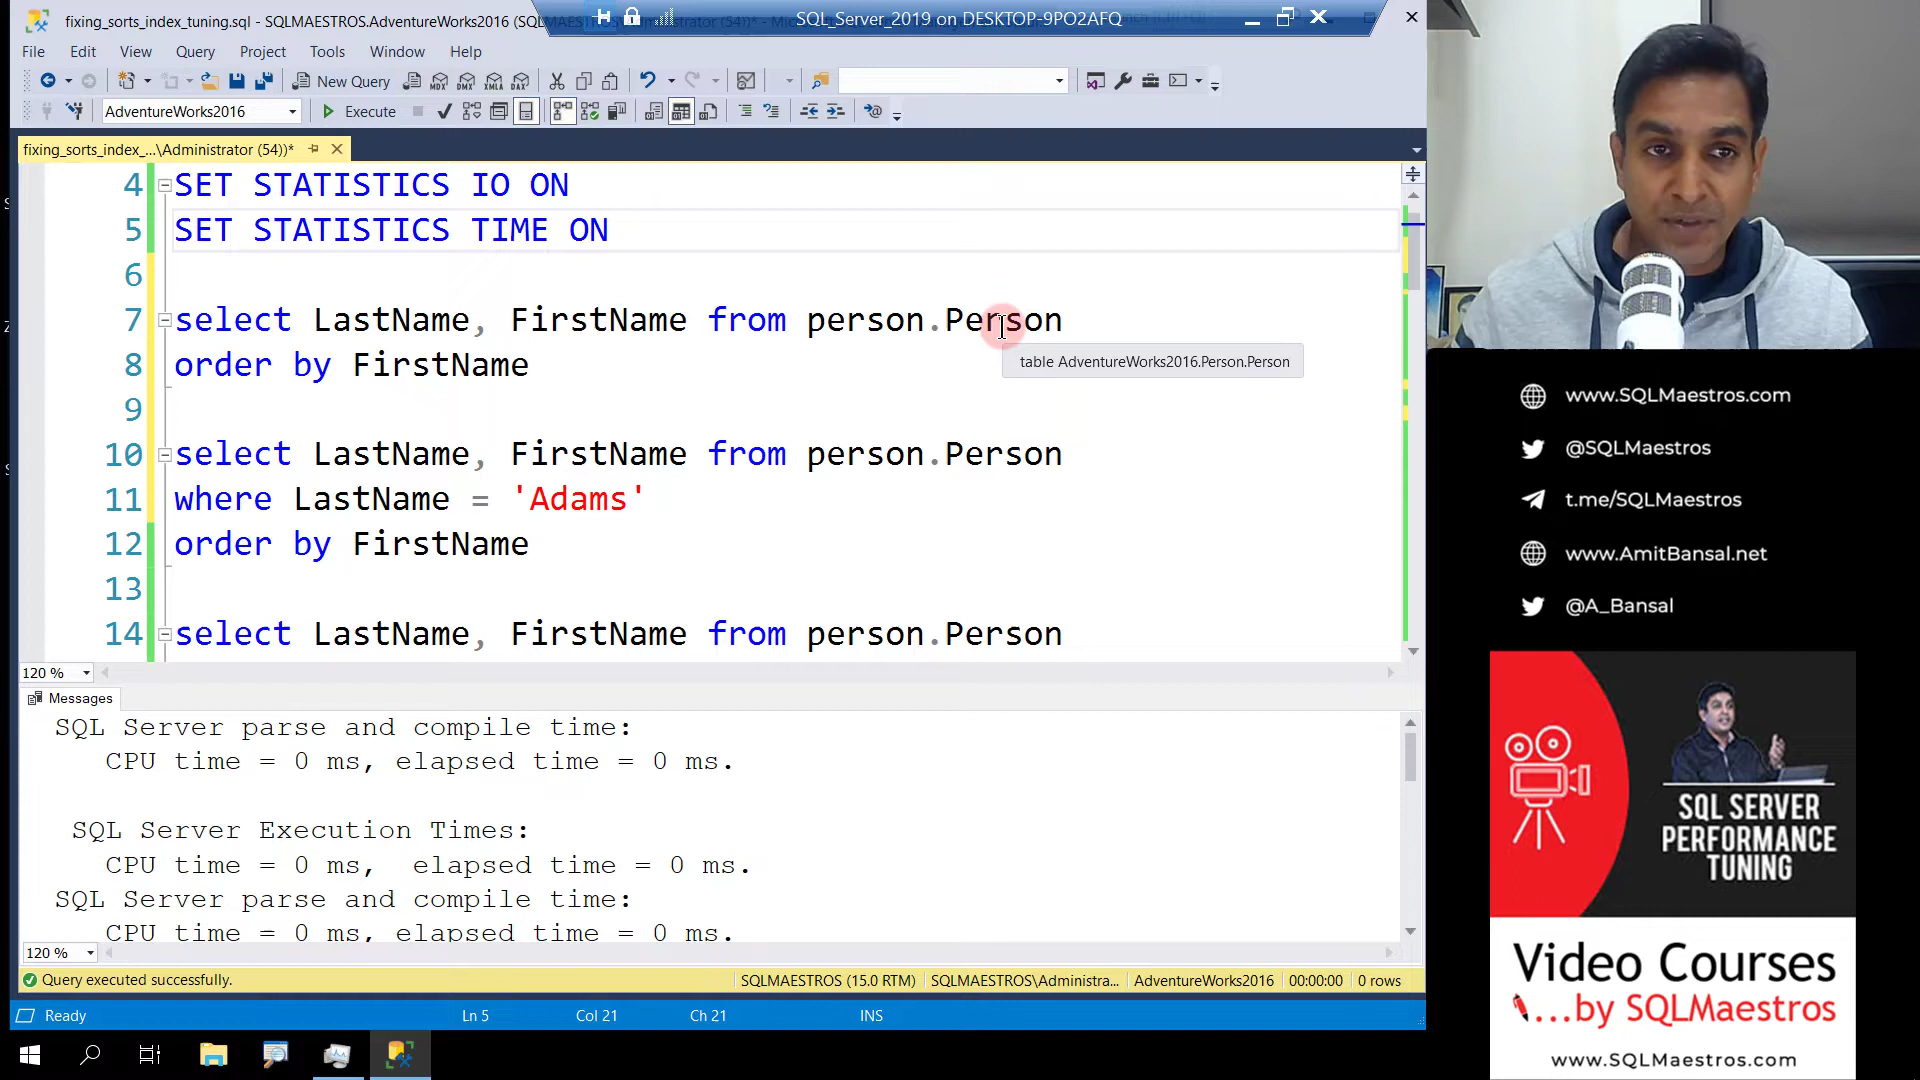 fixing_sorts_index_tuning.sql - SQLMAESTROS.AdventureWorks2016 (SQLMAESTROS\Administrator (54))* - Mi
H SQL_Server_2019 on DESKTOP-9PO2AFQ
File Edit View Query Project Tools Window Help
New Query MDX DMX XMLA DAX
AdventureWorks2016 Execute
fixing_sorts_index_...\Administrator (54))*
4 SET STATISTICS IO ON
5 SET STATISTICS TIME ON
6
7 select LastName, FirstName from person.Person
table AdventureWorks2016.Person.Person
8 order by FirstName
9
10 select LastName, FirstName from person.Person
11 where LastName = 'Adams'
12 order by FirstName
13
14 select LastName, FirstName from person.Person
120 %
Messages
SQL Server parse and compile time:
CPU time = 0 ms, elapsed time = 0 ms.
SQL Server Execution Times:
CPU time = 0 ms,  elapsed time = 0 ms.
SQL Server parse and compile time:
CPU time = 0 ms, elapsed time = 0 ms.
120 %
Query executed successfully. SQLMAESTROS (15.0 RTM) SQLMAESTROS\Administra... AdventureWorks2016 00:00:00 0 rows
Ready Ln 5 Col 21 Ch 21 INS
www.SQLMaestros.com
@SQLMaestros
t.me/SQLMaestros
www.AmitBansal.net
@A_Bansal
SQL SERVER
PERFORMANCE
TUNING
Video Courses
...by SQLMaestros
www.SQLMaestros.com